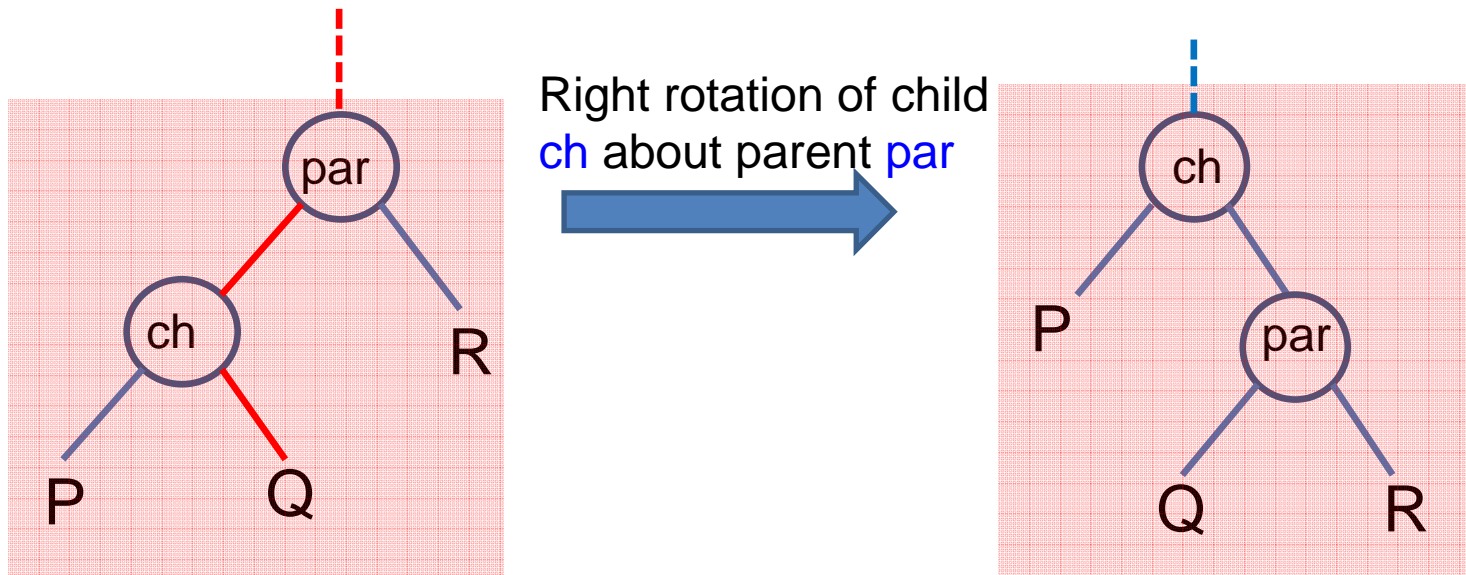 Right rotation of child
ch about parent par
par
ch
R
P
Q
ch
P
par
Q
R